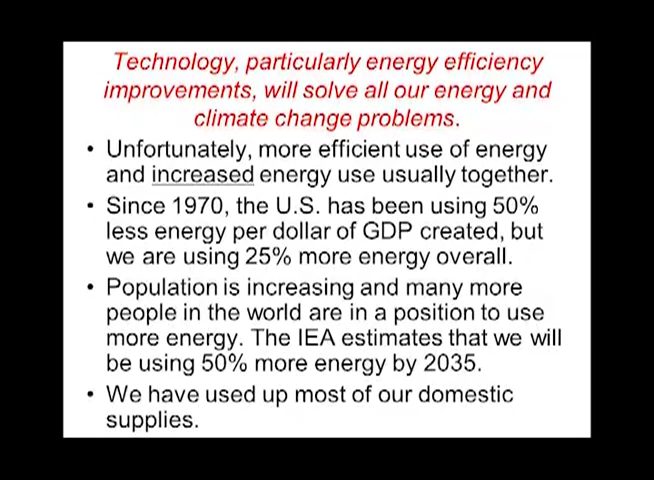 Technology, particularly energy efficiency
improvements, will solve all our energy and
climate change problems.
• Unfortunately, more efficient use of energy
and increased energy use usually together.
• Since 1970, the U.S. has been using 50%
less energy per dollar of GDP created, but
we are using 25% more energy overall.
• Population is increasing and many more
people in the world are in a position to use
more energy. The IEA estimates that we will
be using 50% more energy by 2035.
• We have used up most of our domestic
supplies.